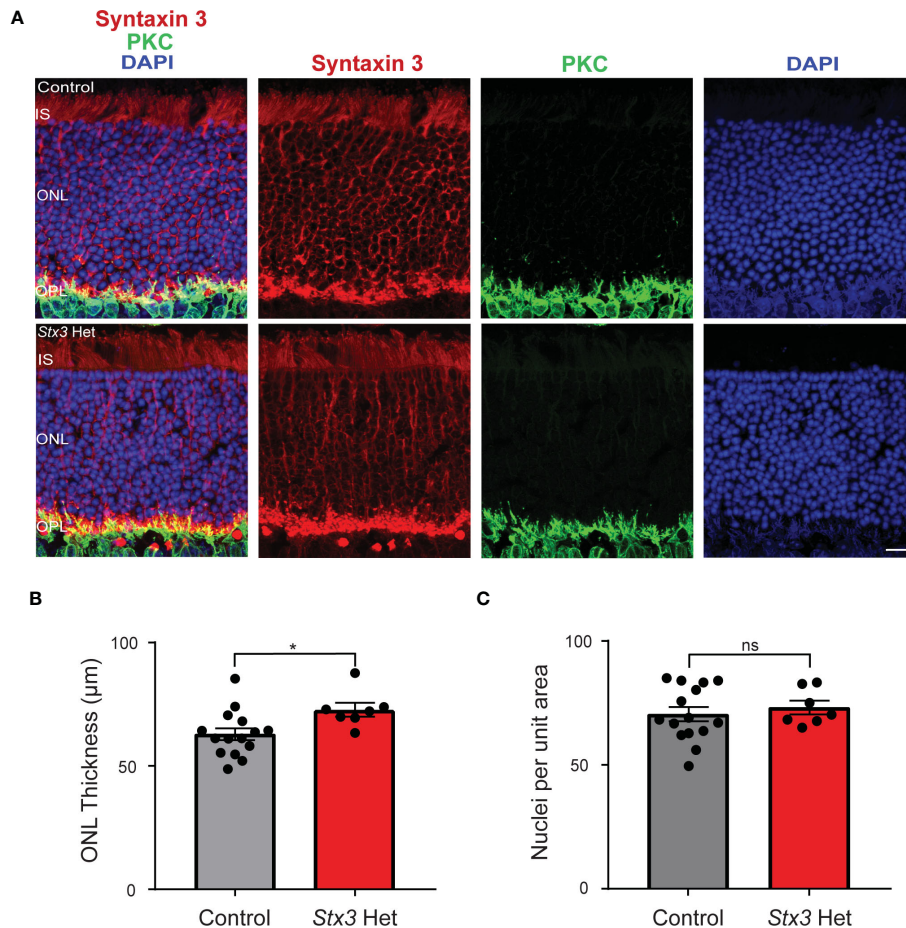 A
Syntaxin 3
PKC
DAPI
Syntaxin 3
PKC
DAPI
Control
IS
ONL
OPL
Stx3 Het
IS
ONL
OPL
B
C
100
50
0
ONL Thickness (µm)
*
Control
Stx3 Het
100
50
0
Nuclei per unit area
ns
Control
Stx3 Het